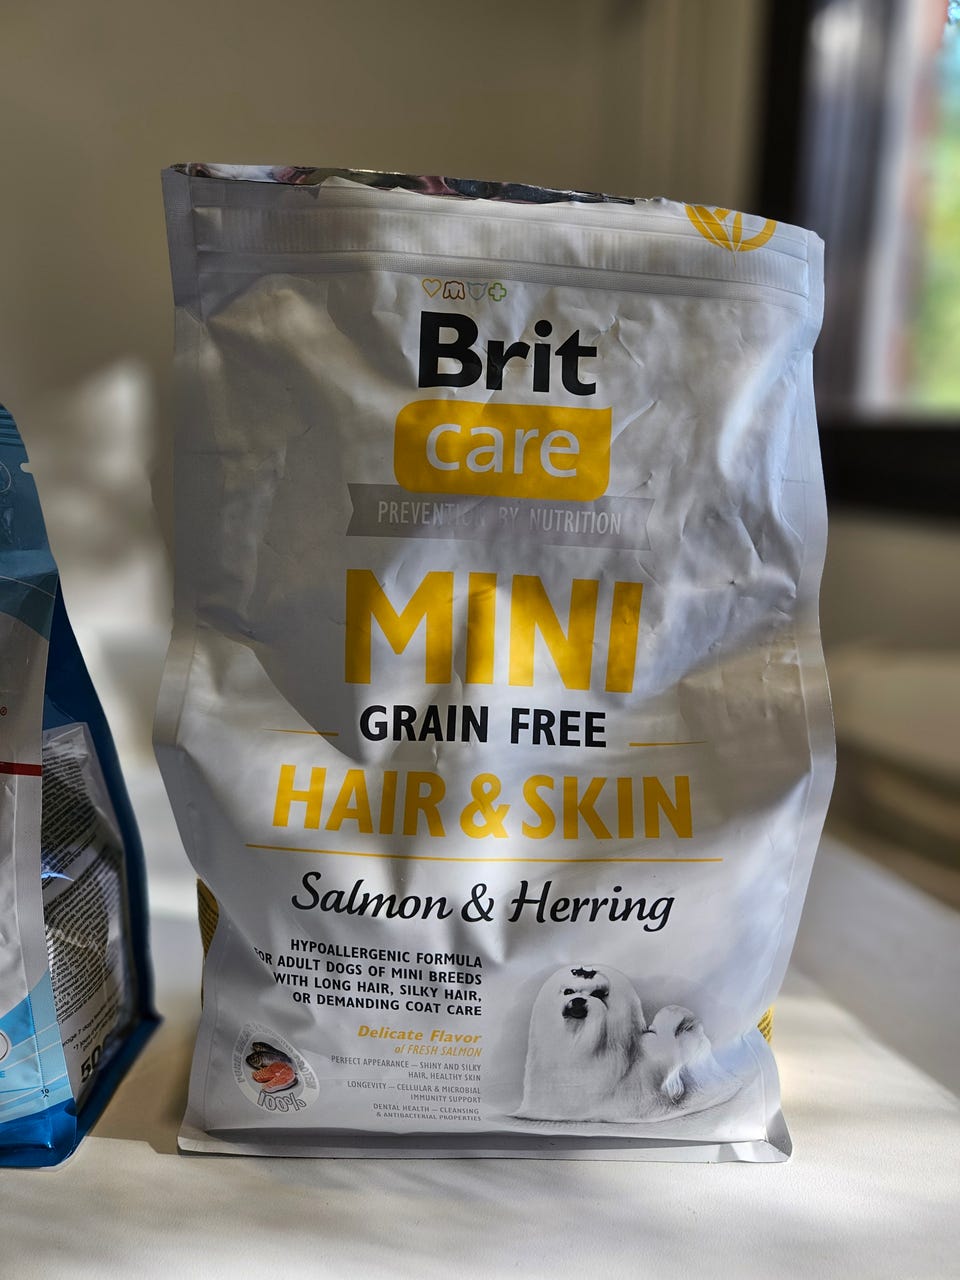 Brit
care
PREVENTION BY NUTRITION
MINI
GRAIN FREE
HAIR & SKIN
Salmon & Herring
HYPOALLERGENIC FORMULA
FOR ADULT DOGS OF MINI BREEDS
WITH LONG HAIR, SILKY HAIR,
OR DEMANDING COAT CARE
Delicate Flavor
of FRESH SALMON
PERFECT APPEARANCE — SHINY AND SILKY
HAIR, HEALTHY SKIN
LONGEVITY — CELLULAR & MICROBIAL
IMMUNITY SUPPORT
DENTAL HEALTH — CLEANSING
& ANTIBACTERIAL PROPERTIES
100%
50